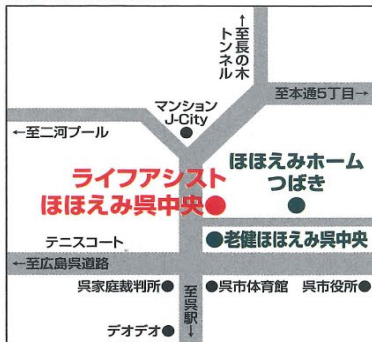 ←至長の木
トンネル
至本通5丁目→
マンション
J-City
←至二河プール
ライフアシスト
ほほえみ呉中央
ほほえみホーム
つばき
老健ほほえみ呉中央
テニスコート
←至広島呉道路
呉家庭裁判所
至呉駅→
呉市体育館
呉市役所
デオデオ